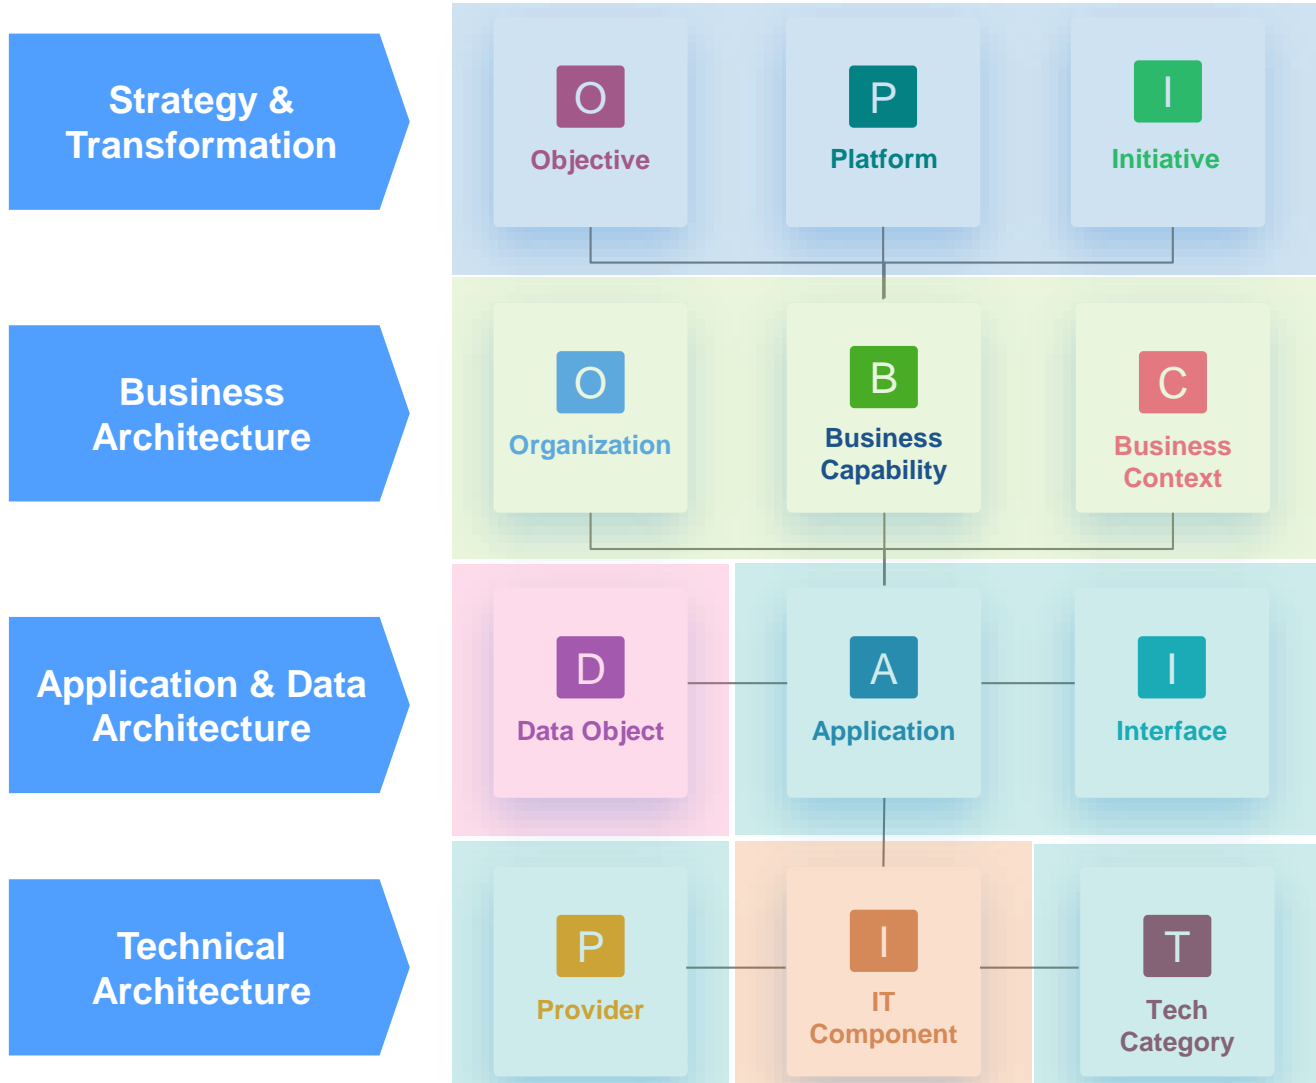 Strategy &
Transformation
O
Objective
P
Platform
I
Initiative
Business
Architecture
O
Organization
B
Business
Capability
C
Business
Context
Application & Data
Architecture
D
Data Object
A
Application
I
Interface
Technical
Architecture
P
Provider
I
IT
Component
T
Tech
Category